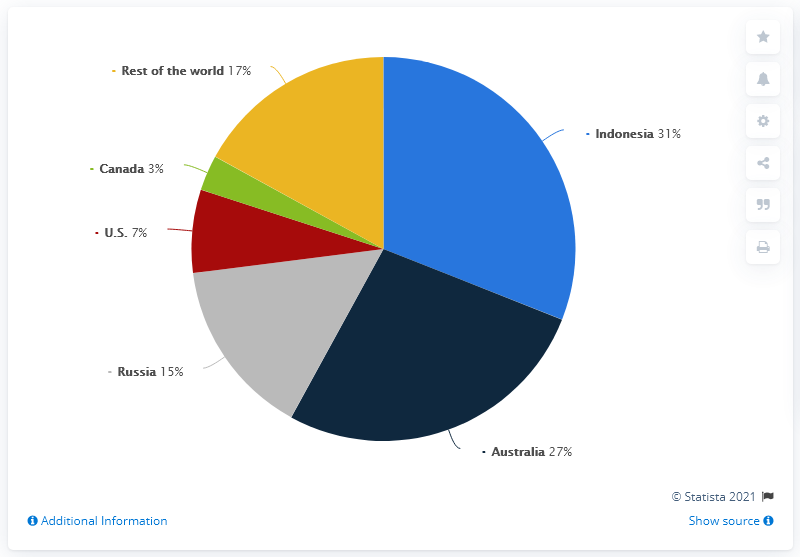 Rest of the world 17%
Indonesia 31%
Canada 3%
U.S. 7%
Russia 15%
Australia 27%
© Statista 2021
Additional Information
Show source